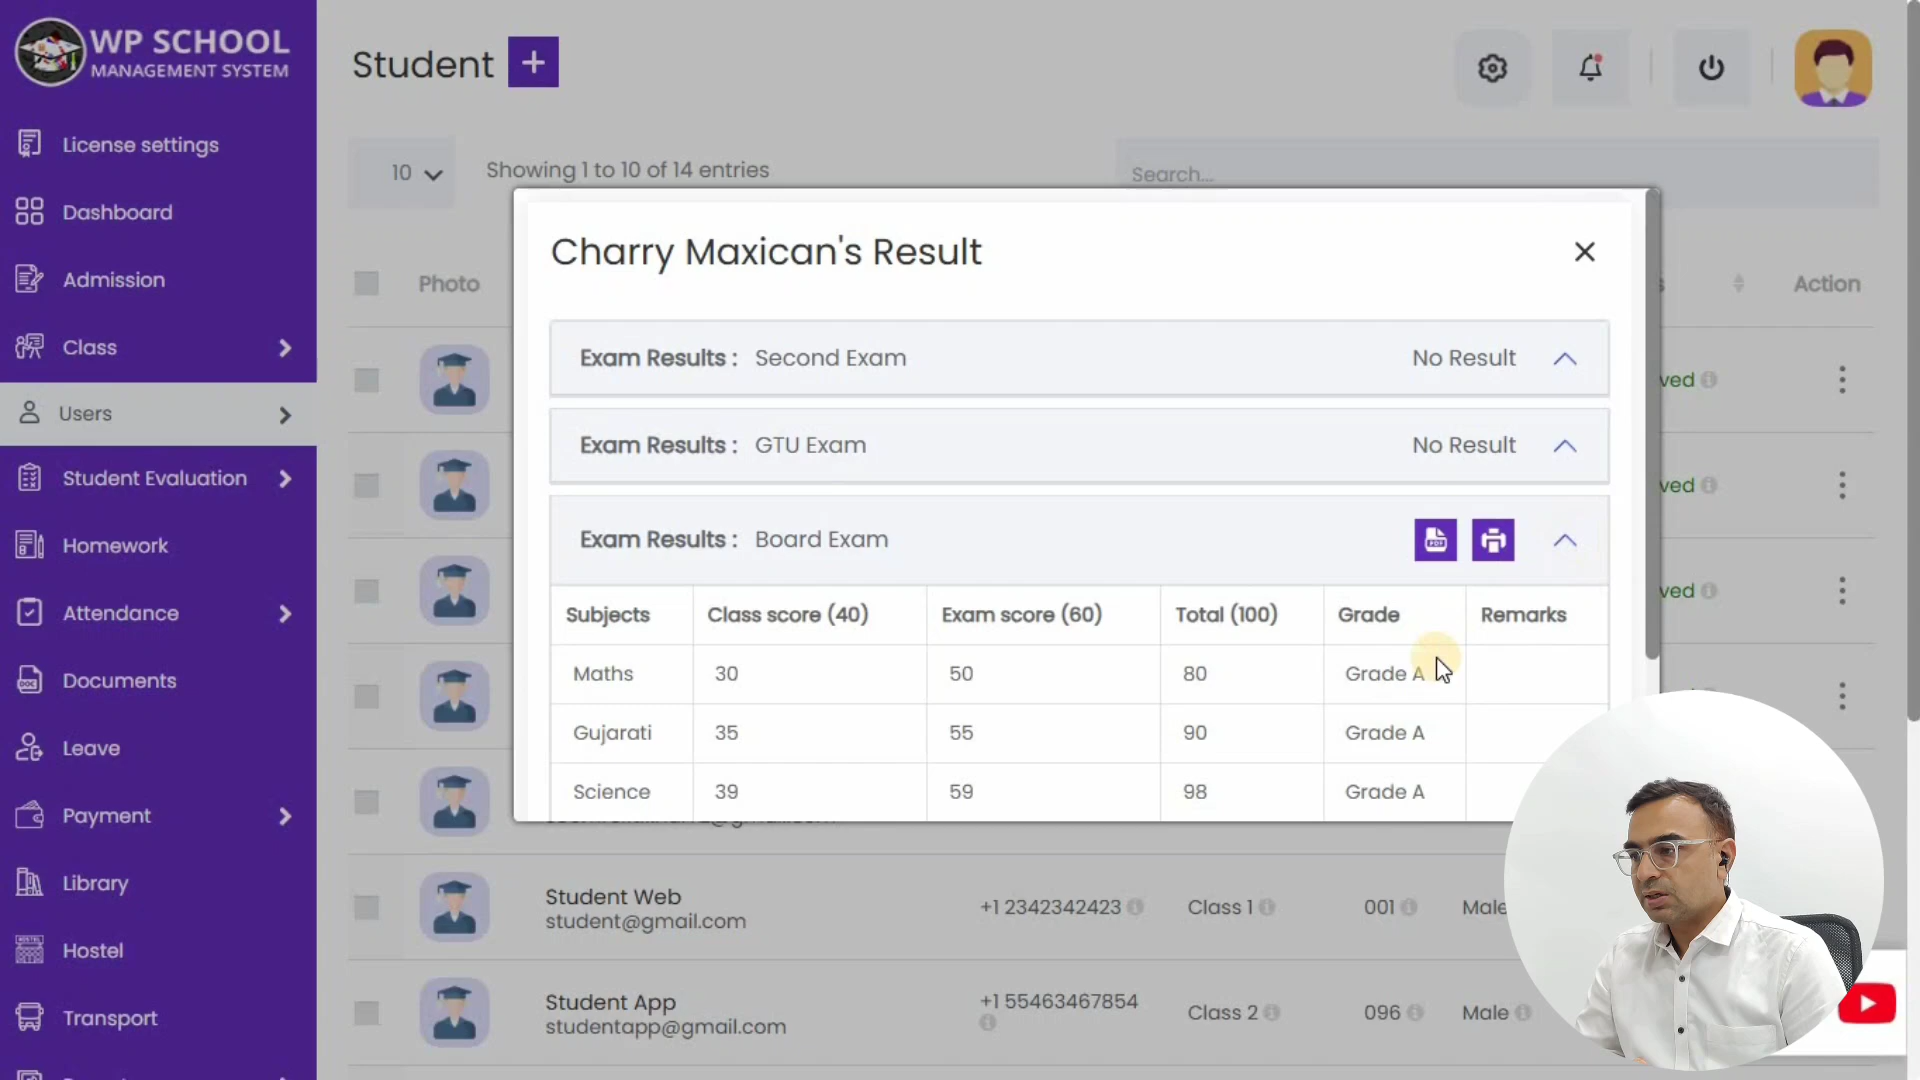 WP SCHOOL
MANAGEMENT SYSTEM
License settings
Dashboard
Admission
Class
Users
Student Evaluation
Homework
Attendance
Documents
Leave
Payment
Library
Hostel
Transport
Student +
10
Showing 1 to 10 of 14 entries
Search...
Photo
Action
Charry Maxican's Result
Exam Results : Second Exam No Result
Exam Results : GTU Exam No Result
Exam Results : Board Exam
Subjects Class score (40) Exam score (60) Total (100) Grade Remarks
Maths 30 50 80 Grade A
Gujarati 35 55 90 Grade A
Science 39 59 98 Grade A
Student Web
student@gmail.com
+1 2342342423
Class 1
001
Male
Student App
studentapp@gmail.com
+1 55463467854
Class 2
096
Male